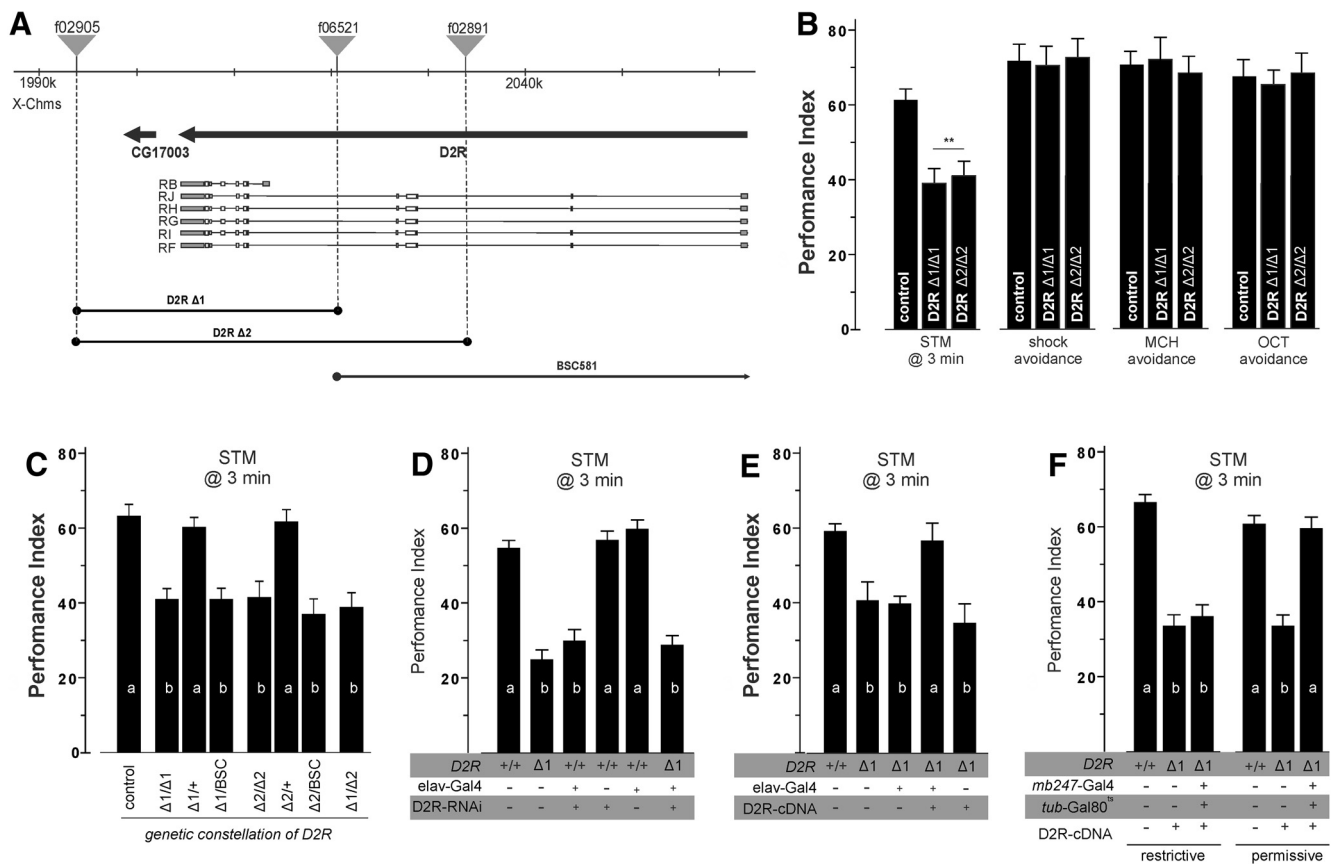 A
f02905
f06521
f02891
1990k
2040k
X-Chms
CG17003
D2R
RB
RJ
RH
RG
RI
RF
D2R Δ1
D2R Δ2
BSC581
B
Perfomance Index
80
60
40
20
0
**
control
D2R Δ1/Δ1
D2R Δ2/Δ2
control
D2R Δ1/Δ1
D2R Δ2/Δ2
control
D2R Δ1/Δ1
D2R Δ2/Δ2
control
D2R Δ1/Δ1
D2R Δ2/Δ2
STM
@ 3 min
shock
avoidance
MCH
avoidance
OCT
avoidance
C
STM
@ 3 min
Perfomance Index
80
60
40
20
0
a b a b b a b b
control
Δ1/Δ1
Δ1/+
Δ1/BSC
Δ2/Δ2
Δ2/+
Δ2/BSC
Δ1/Δ2
genetic constellation of D2R
D
STM
@ 3 min
Perfomance Index
80
60
40
20
a b b a a b
D2R +/+ Δ1 +/+ +/+ +/+ Δ1
elav-Gal4 - - + - + +
D2R-RNAi - - + + - +
E
STM
@ 3 min
Perfomance Index
80
60
40
20
a b b a b
D2R +/+ Δ1 Δ1 Δ1 Δ1
elav-Gal4 - - + + -
D2R-cDNA - - - + +
F
STM
@ 3 min
Perfomance Index
80
60
40
20
a b b a b a
D2R +/+ Δ1 Δ1 +/+ Δ1 Δ1
mb247-Gal4 - - + - - +
tub-Gal80ts - - + - - +
D2R-cDNA - + + - + +
restrictive
permissive